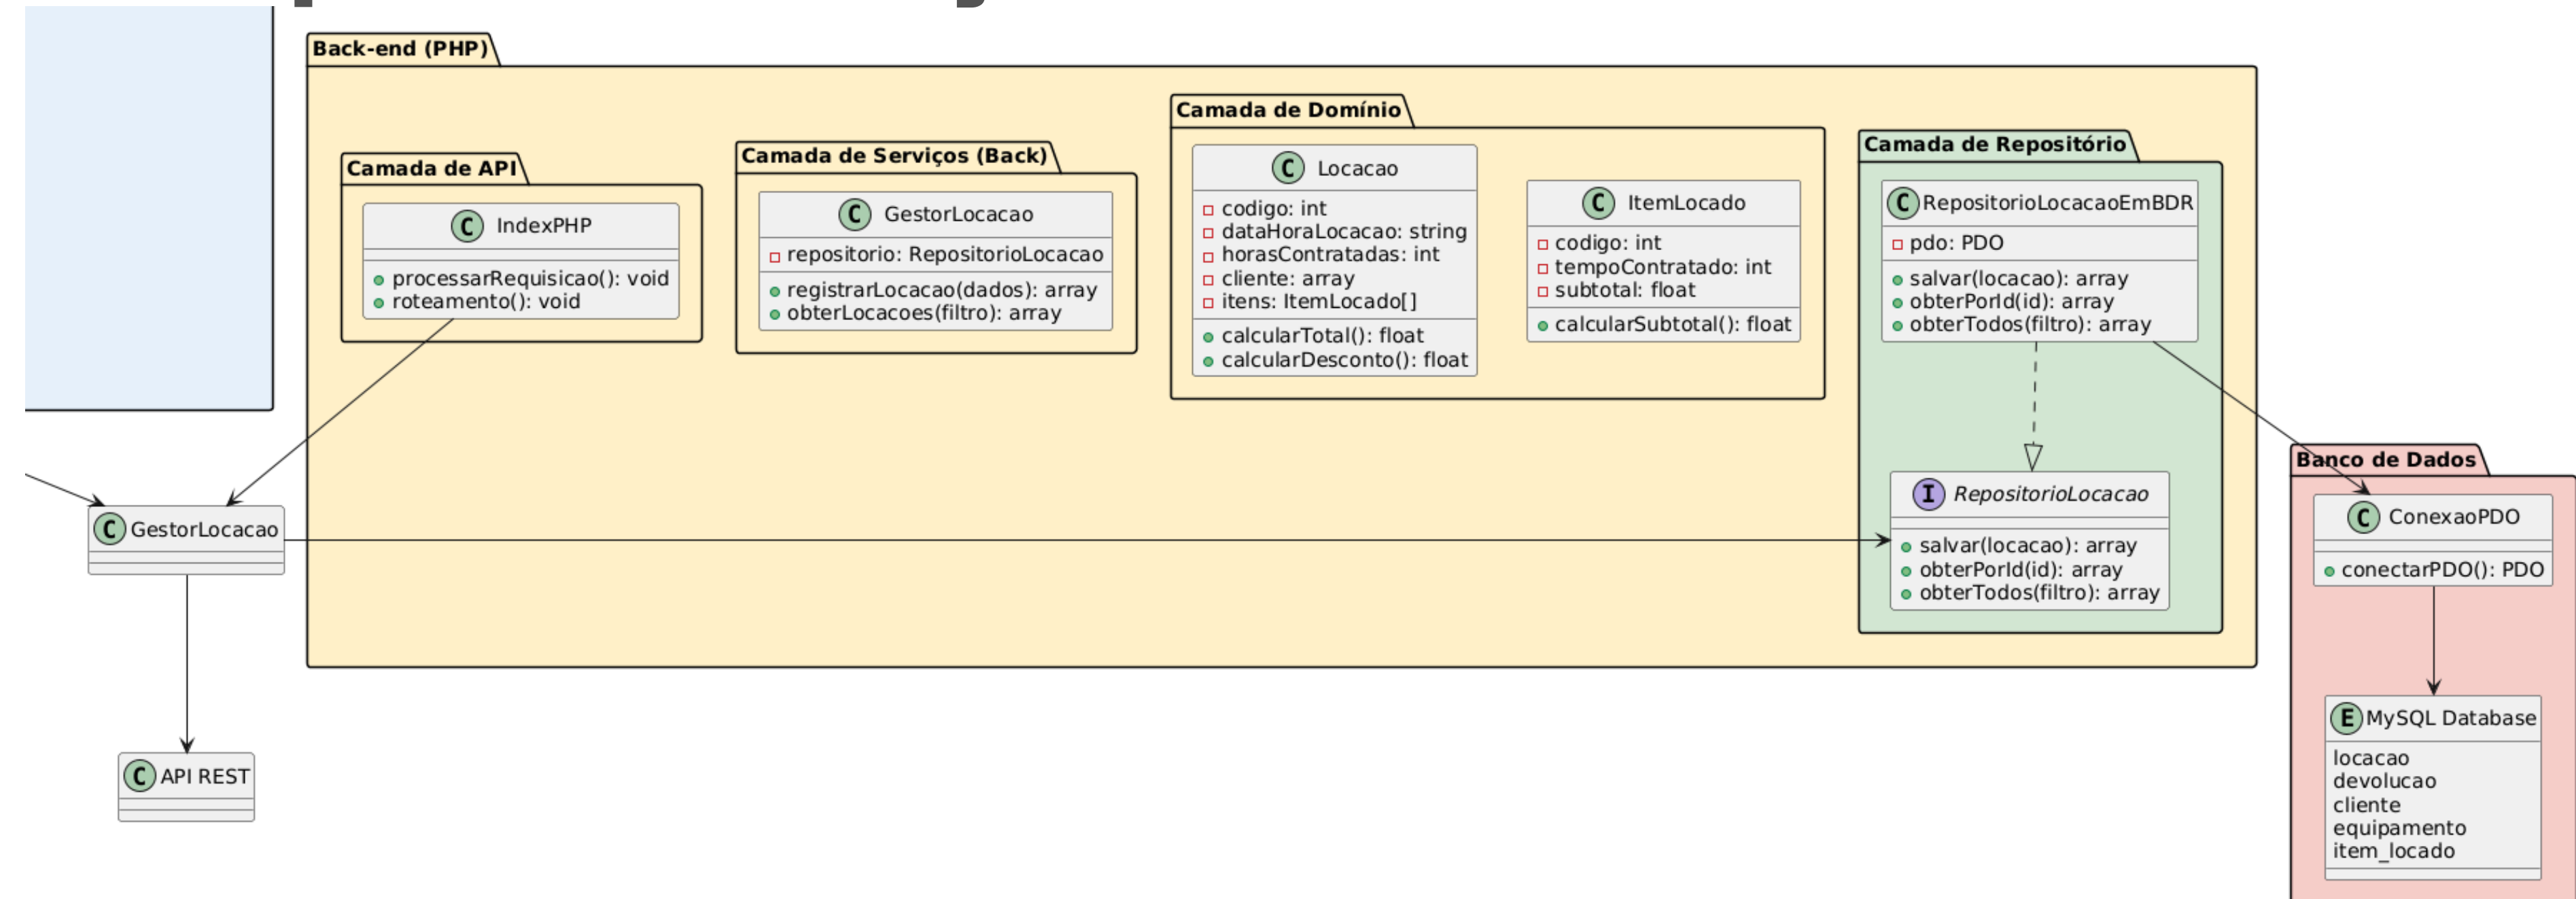 Back-end (PHP)
Camada de API
C IndexPHP
processarRequisicao(): void
roteamento(): void
Camada de Serviços (Back)
C GestorLocacao
repositorio: RepositorioLocacao
registrarLocacao(dados): array
obterLocacoes(filtro): array
Camada de Domínio
C Locacao
codigo: int
dataHoraLocacao: string
horasContratadas: int
cliente: array
itens: ItemLocado[]
calcularTotal(): float
calcularDesconto(): float
C ItemLocado
codigo: int
tempoContratado: int
subtotal: float
calcularSubtotal(): float
Camada de Repositório
C RepositorioLocacaoEmBDR
pdo: PDO
salvar(locacao): array
obterPorId(id): array
obterTodos(filtro): array
I RepositorioLocacao
salvar(locacao): array
obterPorId(id): array
obterTodos(filtro): array
C GestorLocacao
C API REST
Banco de Dados
C ConexaoPDO
conectarPDO(): PDO
E MySQL Database
locacao
devolucao
cliente
equipamento
item_locado